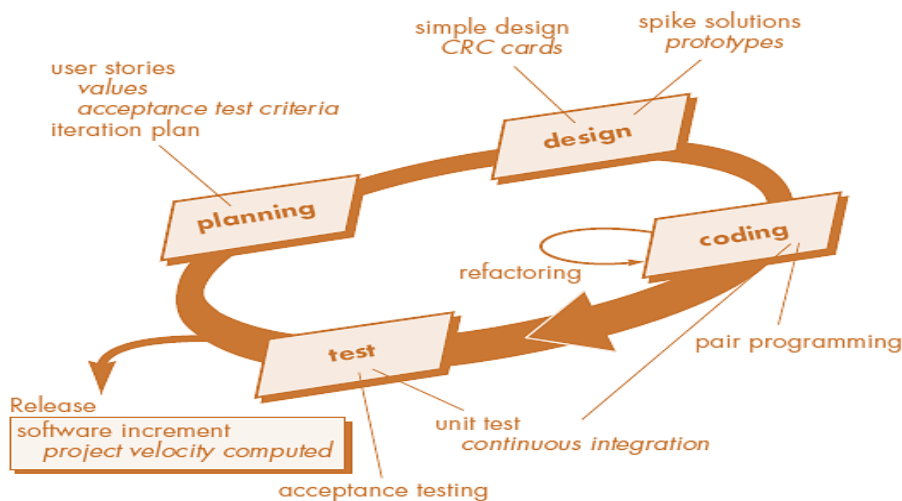 simple design
CRC cards
spike solutions
prototypes
user stories
values
acceptance test criteria
iteration plan
design
planning
coding
refactoring
test
pair programming
Release
software increment
project velocity computed
unit test
continuous integration
acceptance testing